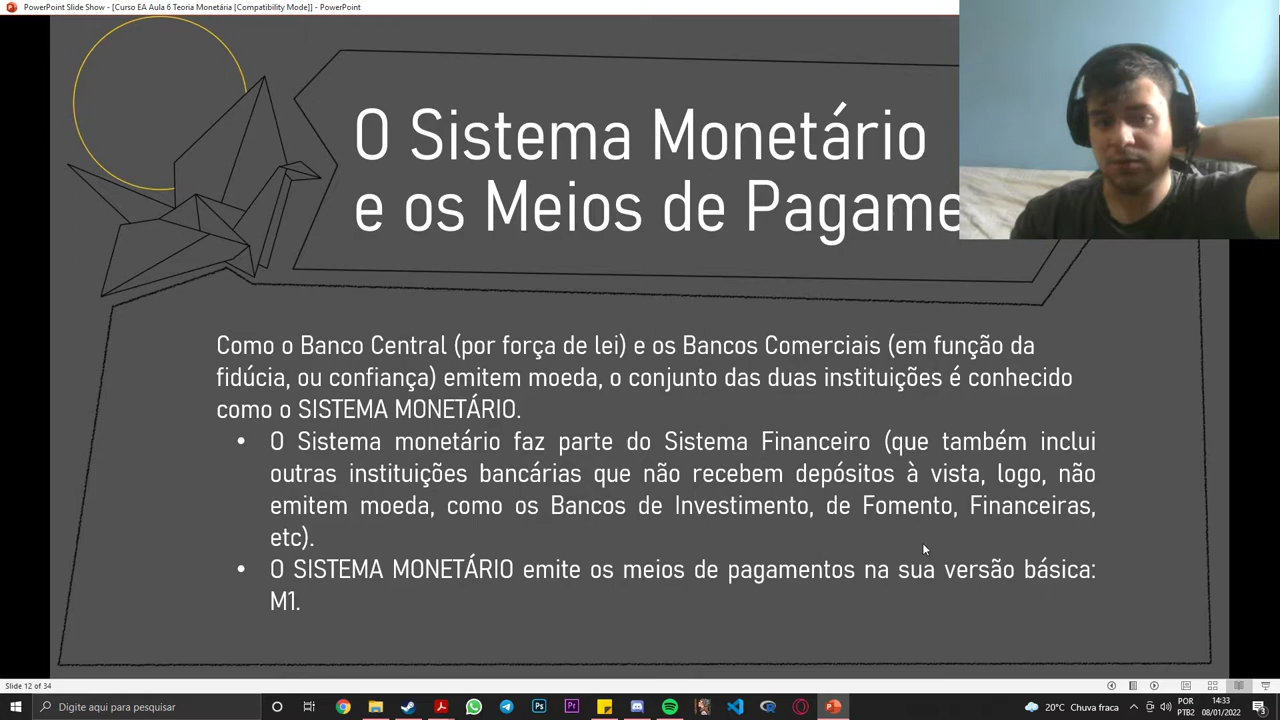 PowerPoint Slide Show - [Curso EA Aula 6 Teoria Monetária [Compatibility Mode]] - PowerPoint
O Sistema Monetário
e os Meios de Pagame
Como o Banco Central (por força de lei) e os Bancos Comerciais (em função da
fidúcia, ou confiança) emitem moeda, o conjunto das duas instituições é conhecido
como o SISTEMA MONETÁRIO.
• O Sistema monetário faz parte do Sistema Financeiro (que também inclui
outras instituições bancárias que não recebem depósitos à vista, logo, não
emitem moeda, como os Bancos de Investimento, de Fomento, Financeiras,
etc).
• O SISTEMA MONETÁRIO emite os meios de pagamentos na sua versão básica:
M1.
Slide 12 of 34
Digite aqui para pesquisar
Ps
Pr
20°C Chuva fraca
POR
PTB2
14:33
08/01/2022
3